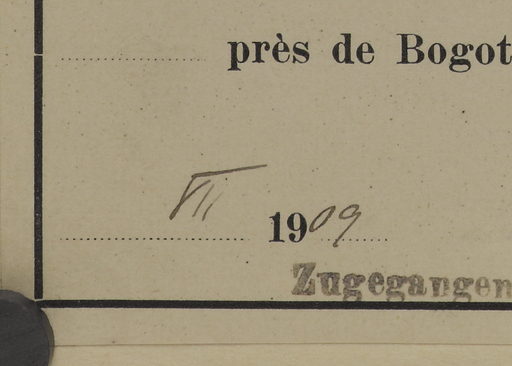 près de Bogot
VII 1909
Zugegangen